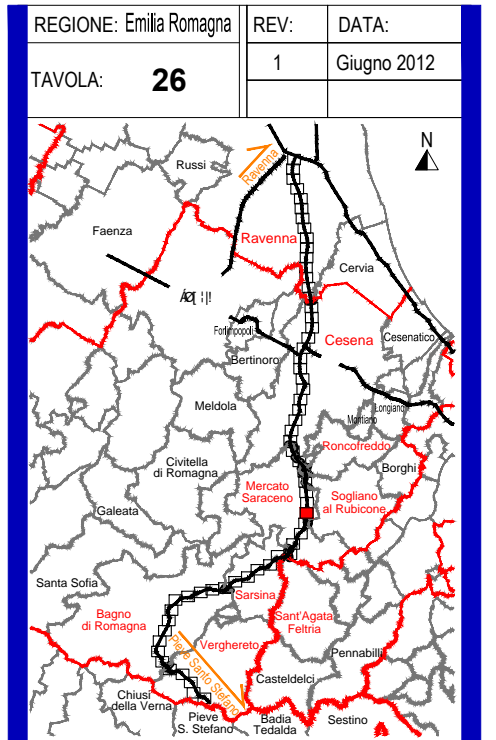 REGIONE: Emilia Romagna
REV:
DATA:
TAVOLA: 26
1
Giugno 2012
N
Russi
Ravenna
Faenza
Ravenna
Cervia
Forlimpopoli
Cesena
Cesenatico
Bertinoro
Meldola
Longiano
Montiano
Roncofreddo
Civitella
di Romagna
Borghi
Mercato
Saraceno
Sogliano
al Rubicone
Galeata
Santa Sofia
Sarsina
Bagno
di Romagna
Sant'Agata
Feltria
Verghereto
Pieve Santo Stefano
Pennabilli
Casteldelci
Chiusi
della Verna
Pieve
S. Stefano
Badia
Tedalda
Sestino